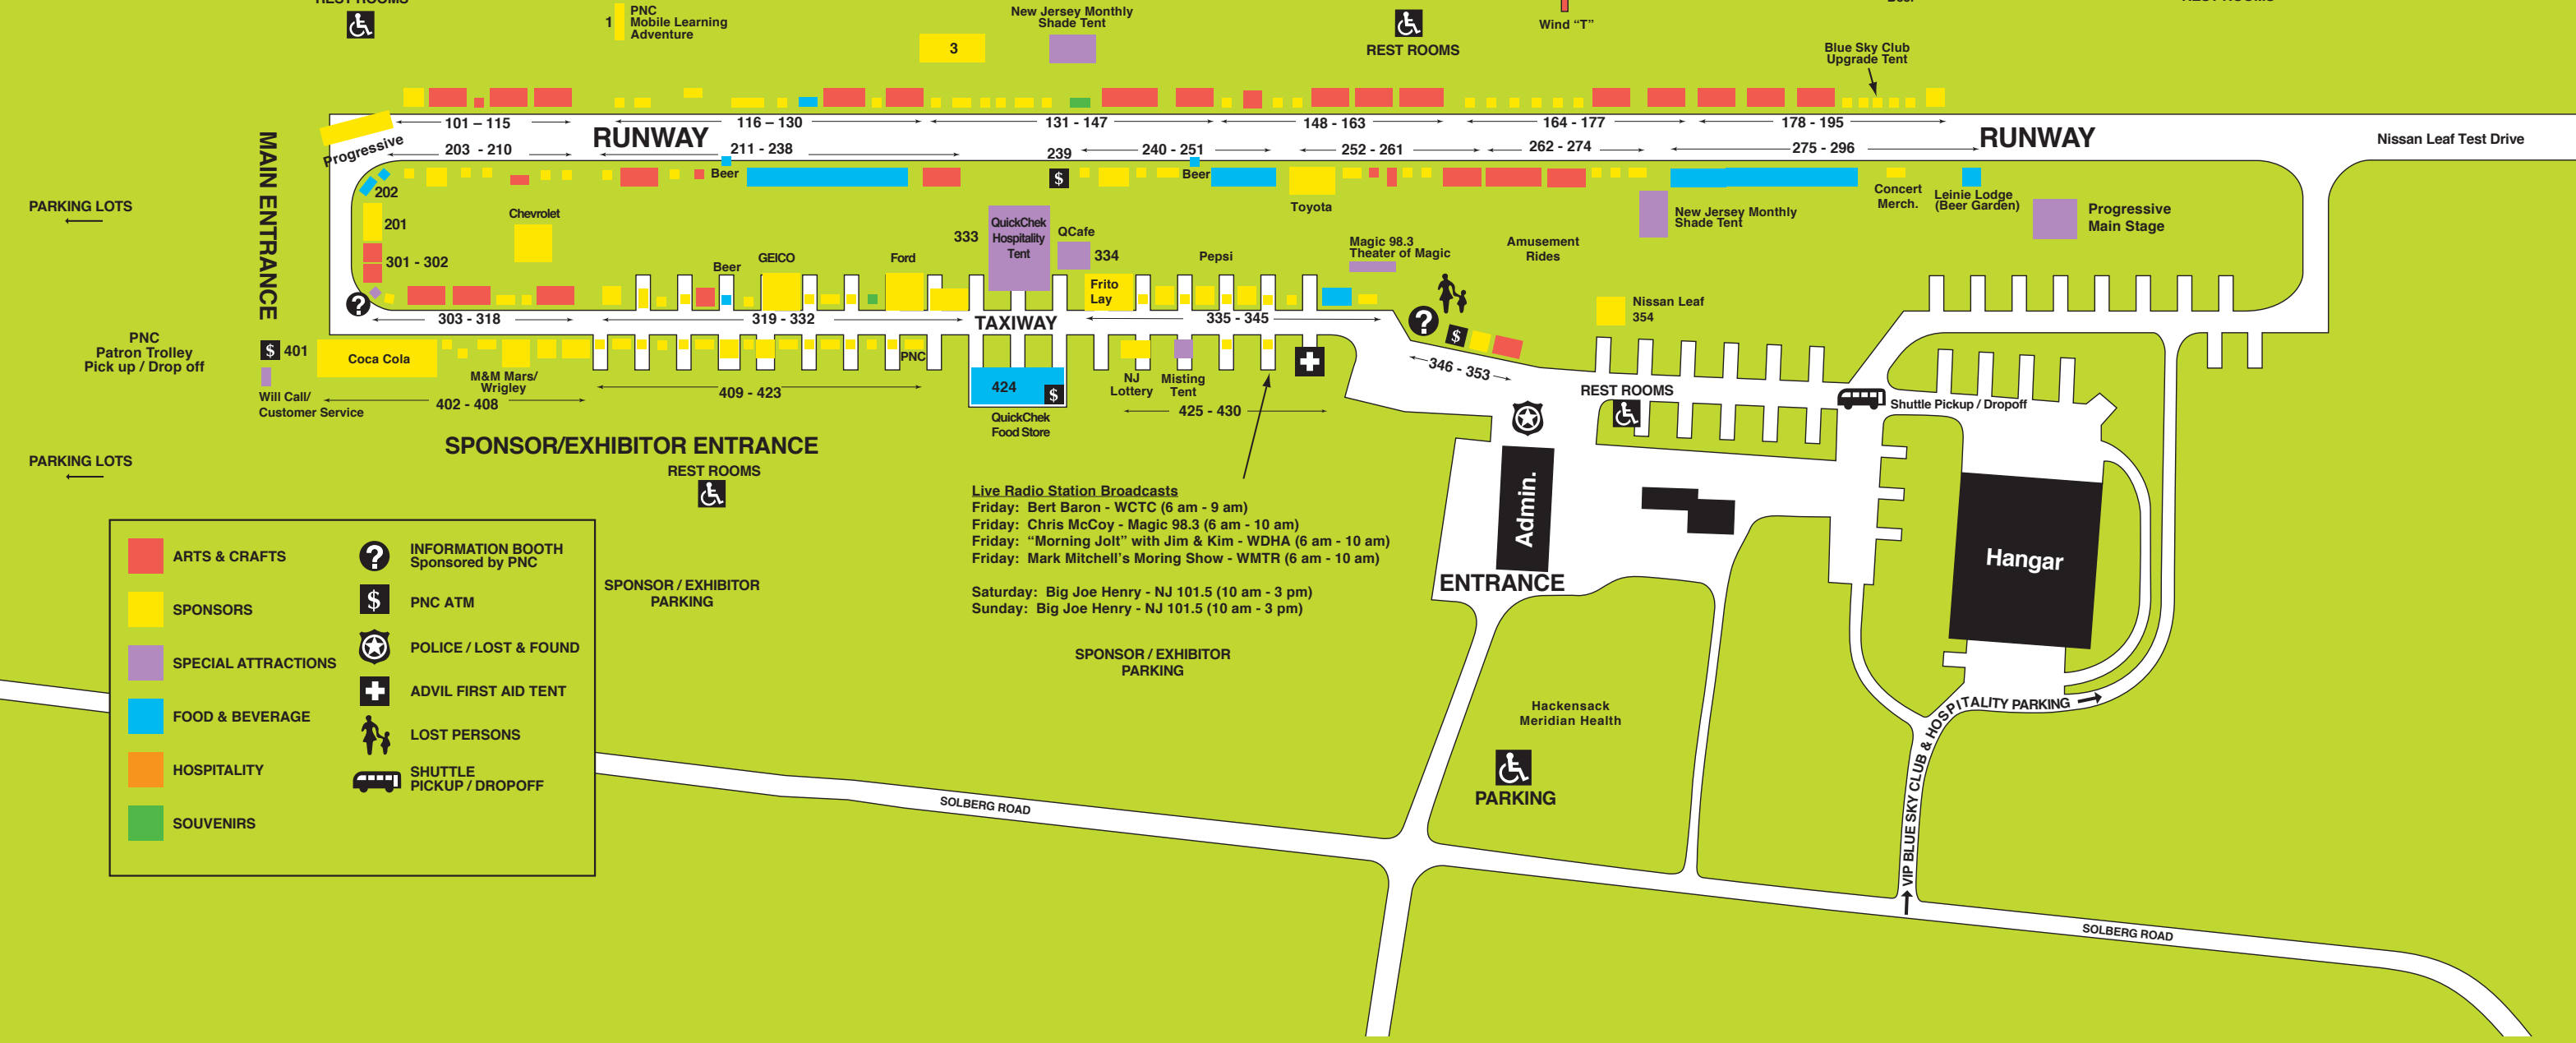 REST ROOMS
1
PNC
Mobile Learning
Adventure
3
New Jersey Monthly
Shade Tent
REST ROOMS
Wind “T”
Beer
REST ROOMS
Blue Sky Club
Upgrade Tent
101 – 115
RUNWAY
116 – 130
131 - 147
148 - 163
164 - 177
178 - 195
RUNWAY
Nissan Leaf Test Drive
Progressive
203 - 210
211 - 238
239
240 - 251
252 - 261
262 - 274
275 - 296
MAIN ENTRANCE
PARKING LOTS
202
201
301 - 302
Chevrolet
Beer
$
Beer
Toyota
New Jersey Monthly
Shade Tent
Concert
Merch.
Leinie Lodge
(Beer Garden)
Progressive
Main Stage
333
QuickChek
Hospitality
Tent
QCafe
334
Pepsi
Magic 98.3
Theater of Magic
Amusement
Rides
Beer
GEICO
Ford
Frito
Lay
Nissan Leaf
354
?
303 - 318
319 - 332
TAXIWAY
335 - 345
?
$
346 - 353
PNC
Patron Trolley
Pick up / Drop off
$ 401
Coca Cola
Will Call/
Customer Service
M&M Mars/
Wrigley
402 - 408
PNC
409 - 423
424
$
QuickChek
Food Store
NJ
Lottery
Misting
Tent
425 - 430
REST ROOMS
Shuttle Pickup / Dropoff
SPONSOR/EXHIBITOR ENTRANCE
REST ROOMS
PARKING LOTS
Live Radio Station Broadcasts
Friday: Bert Baron - WCTC (6 am - 9 am)
Friday: Chris McCoy - Magic 98.3 (6 am - 10 am)
Friday: “Morning Jolt” with Jim & Kim - WDHA (6 am - 10 am)
Friday: Mark Mitchell’s Moring Show - WMTR (6 am - 10 am)
Saturday: Big Joe Henry - NJ 101.5 (10 am - 3 pm)
Sunday: Big Joe Henry - NJ 101.5 (10 am - 3 pm)
Admin.
ENTRANCE
Hangar
ARTS & CRAFTS
SPONSORS
SPECIAL ATTRACTIONS
FOOD & BEVERAGE
HOSPITALITY
SOUVENIRS
?
INFORMATION BOOTH
Sponsored by PNC
$
PNC ATM
POLICE / LOST & FOUND
ADVIL FIRST AID TENT
LOST PERSONS
SHUTTLE
PICKUP / DROPOFF
SPONSOR / EXHIBITOR
PARKING
SPONSOR / EXHIBITOR
PARKING
Hackensack
Meridian Health
PARKING
VIP BLUE SKY CLUB & HOSPITALITY PARKING
SOLBERG ROAD
SOLBERG ROAD